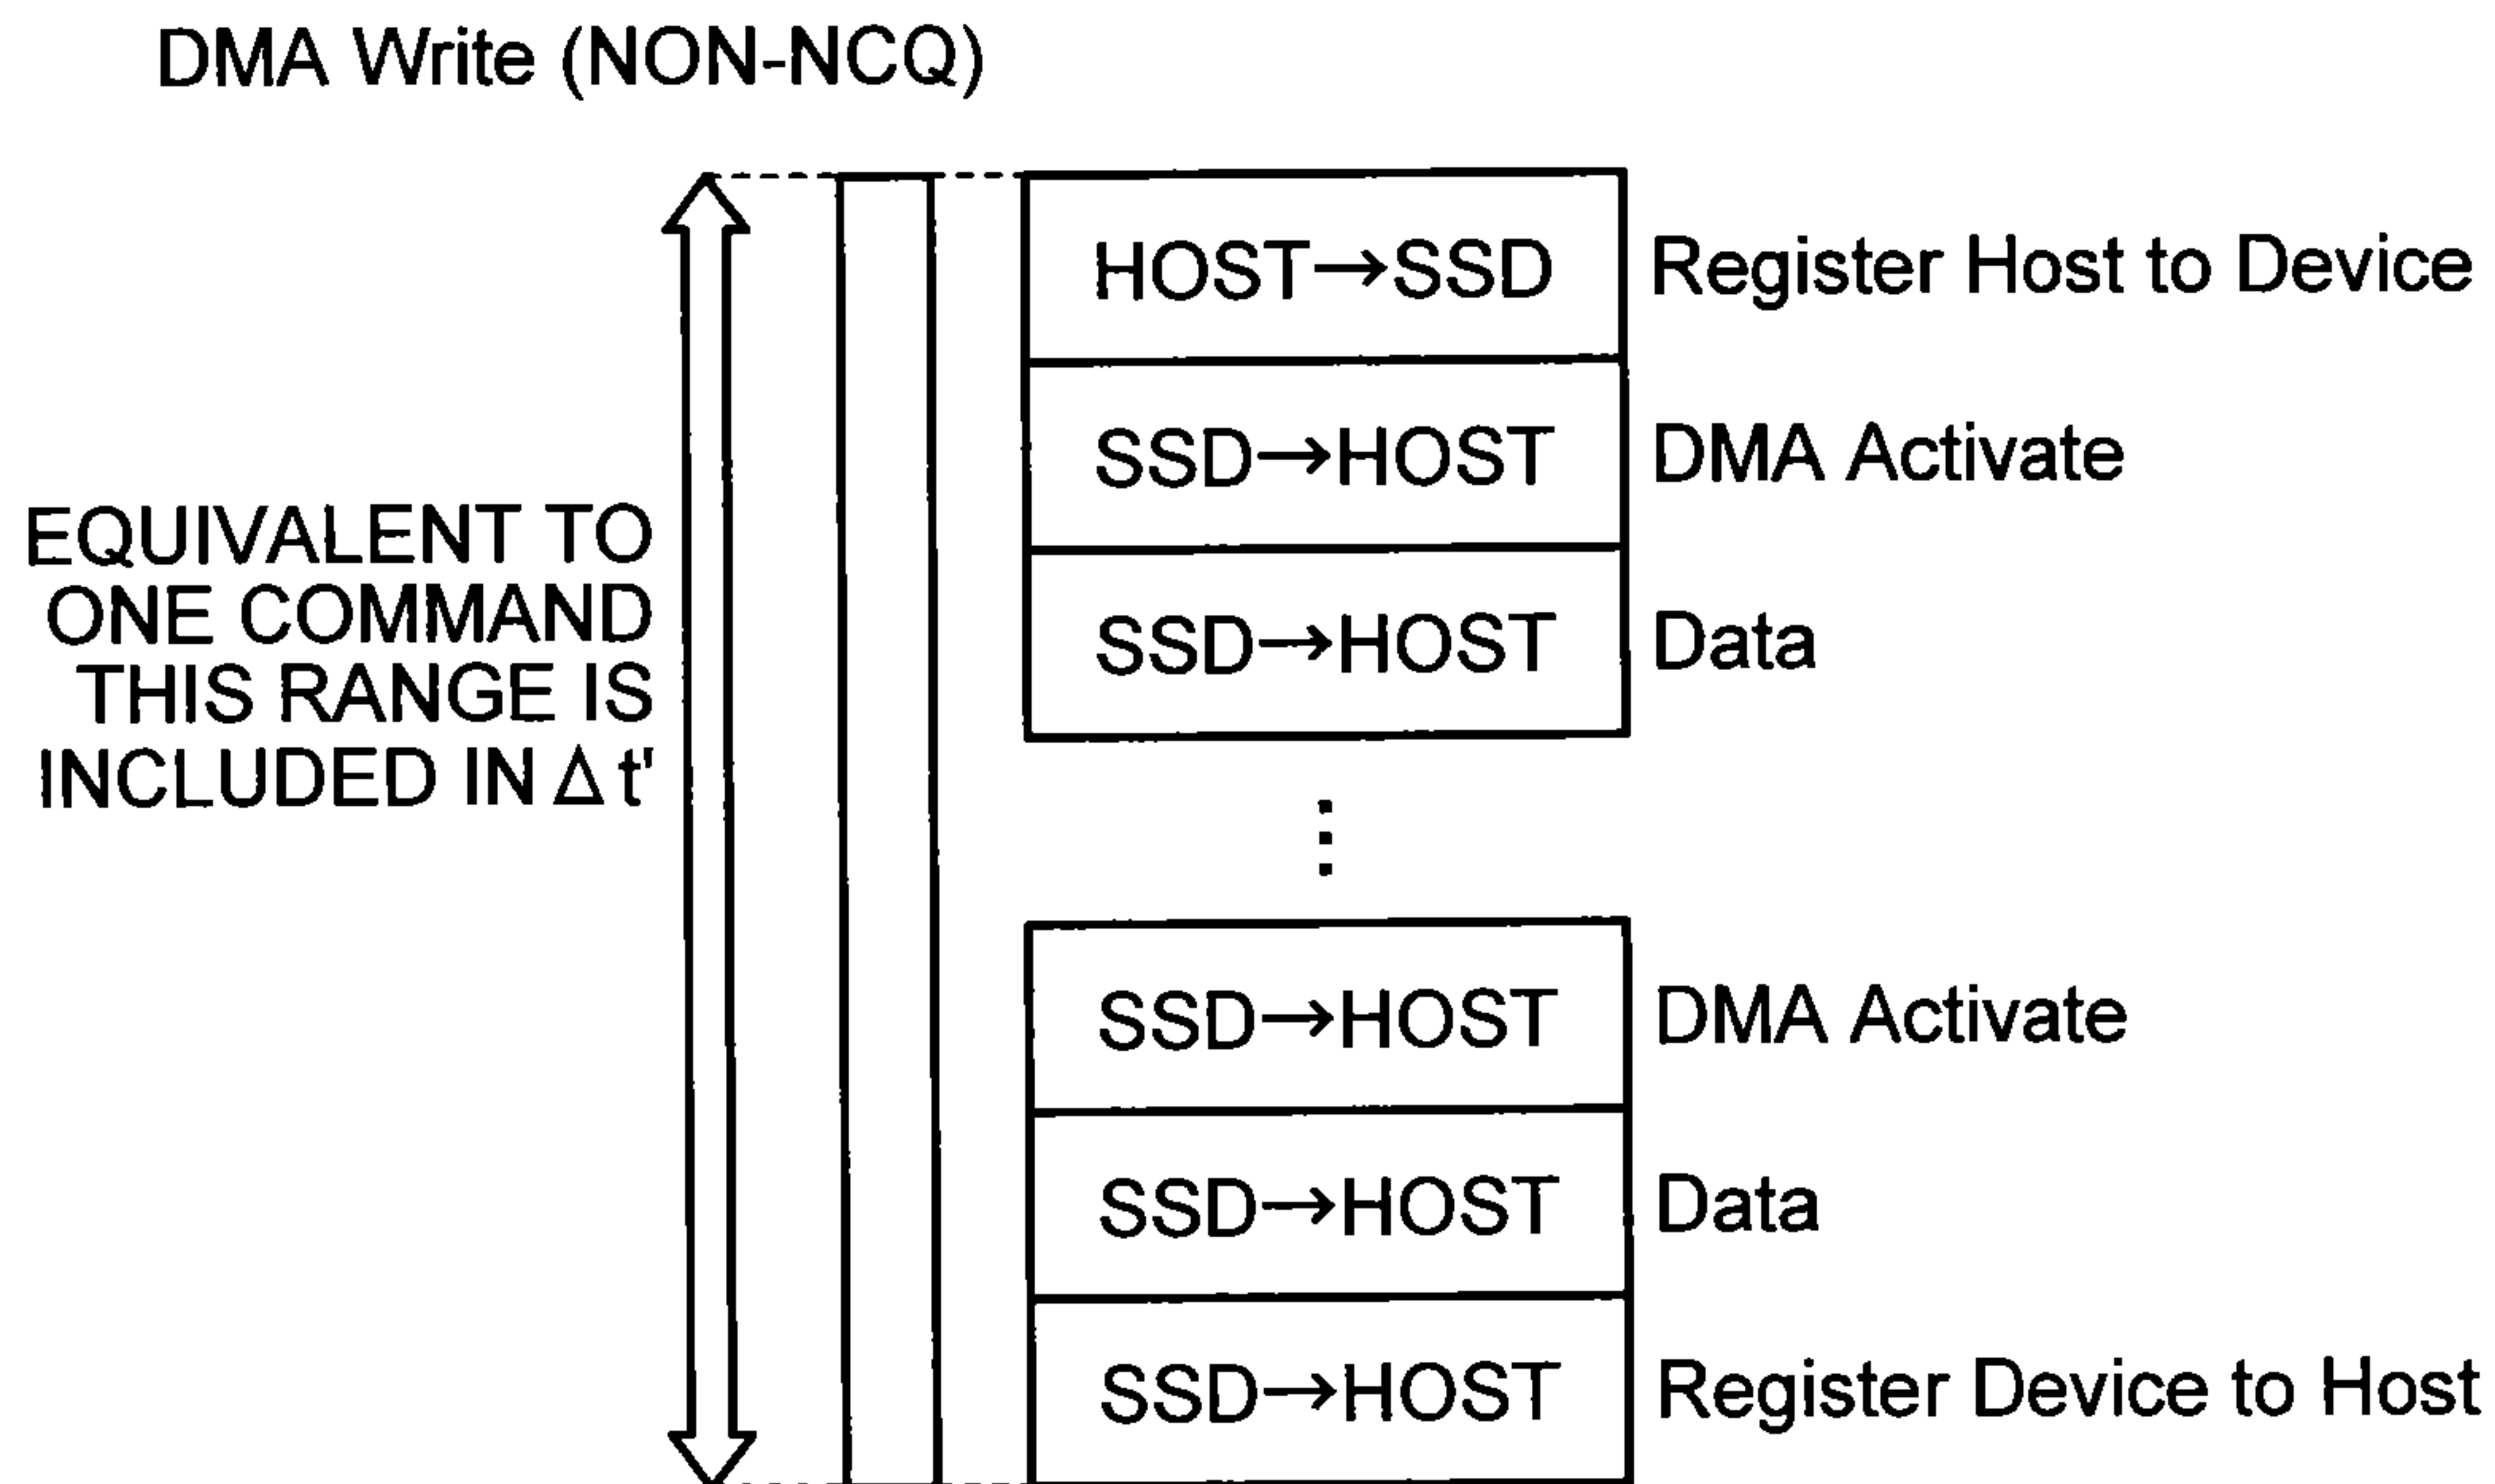 DMA Write (NON-NCQ)
HOST→SSD Register Host to Device
SSD→HOST DMA Activate
EQUIVALENT TO
ONE COMMAND
THIS RANGE IS
INCLUDED IN Δt'
SSD→HOST Data
⋮
SSD→HOST DMA Activate
SSD→HOST Data
SSD→HOST Register Device to Host